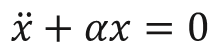 ẍ + αx = 0